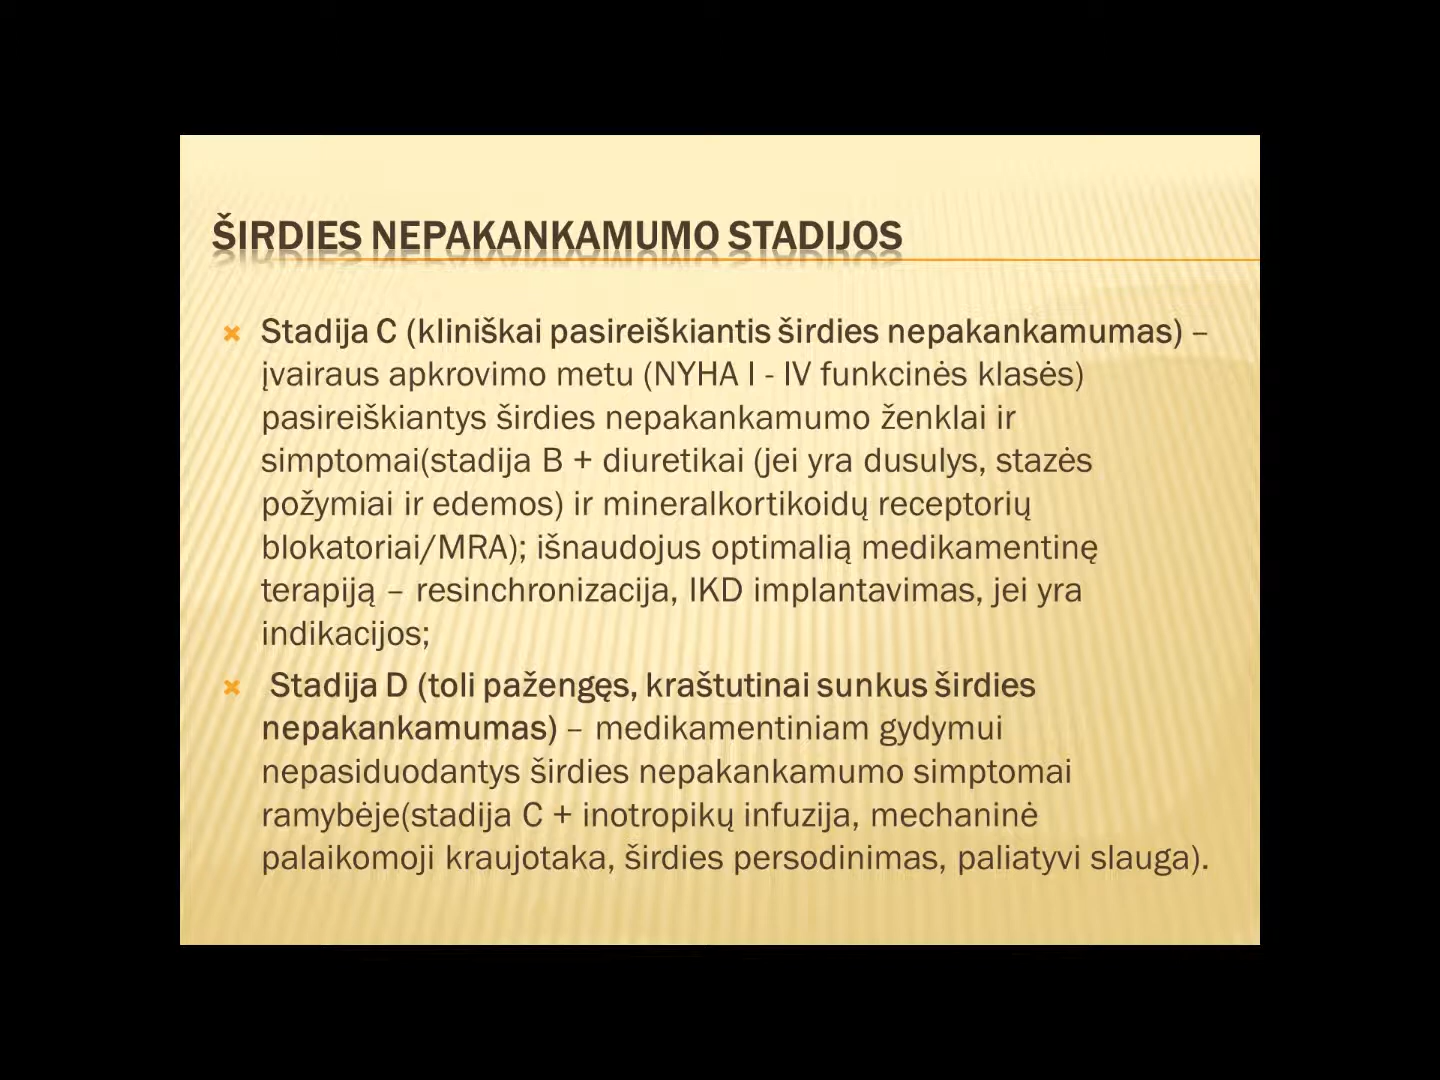 ŠIRDIES NEPAKANKAMUMO STADIJOS
Stadija C (kliniškai pasireiškiantis širdies nepakankamumas) –
įvairaus apkrovimo metu (NYHA I - IV funkcinės klasės)
pasireiškiantys širdies nepakankamumo ženklai ir
simptomai(stadija B + diuretikai (jei yra dusulys, stazės
požymiai ir edemos) ir mineralkortikoidų receptorių
blokatoriai/MRA); išnaudojus optimalią medikamentinę
terapiją – resinchronizacija, IKD implantavimas, jei yra
indikacijos;
Stadija D (toli pažengęs, kraštutinai sunkus širdies
nepakankamumas) – medikamentiniam gydymui
nepasiduodantys širdies nepakankamumo simptomai
ramybėje(stadija C + inotropikų infuzija, mechaninė
palaikomoji kraujotaka, širdies persodinimas, paliatyvi slauga).